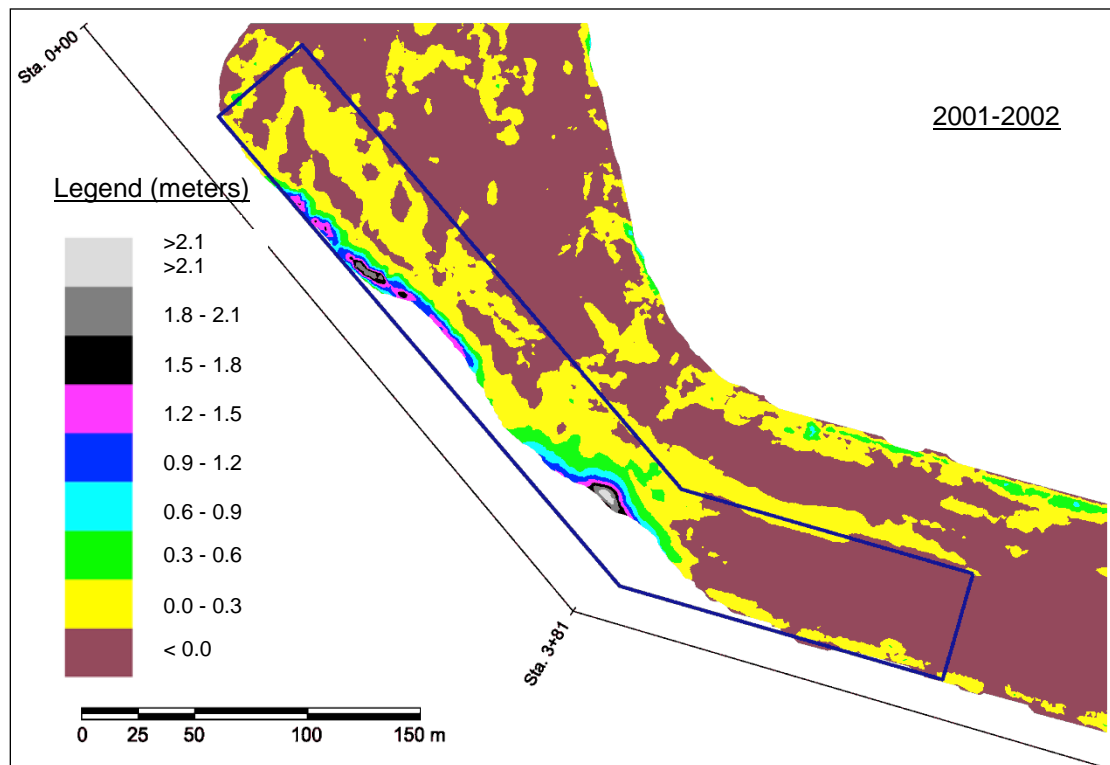 Sta. 0+00
2001-2002
Legend (meters)
>2.1
>2.1
1.8 - 2.1
1.5 - 1.8
1.2 - 1.5
0.9 - 1.2
0.6 - 0.9
0.3 - 0.6
0.0 - 0.3
< 0.0
Sta. 3+81
0 25 50 100 150 m